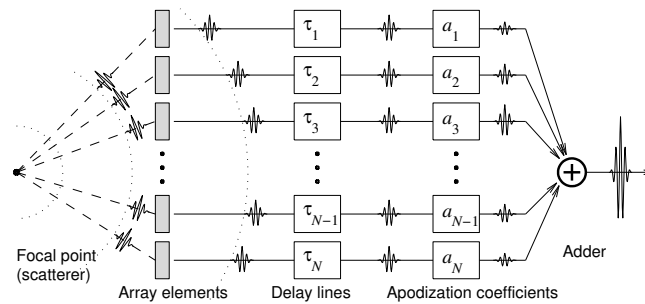 τ1 a1
τ2 a2
τ3 a3
τN−1 aN−1
τN aN
+
Focal point
(scatterer)
Adder
Array elements Delay lines Apodization coefficients